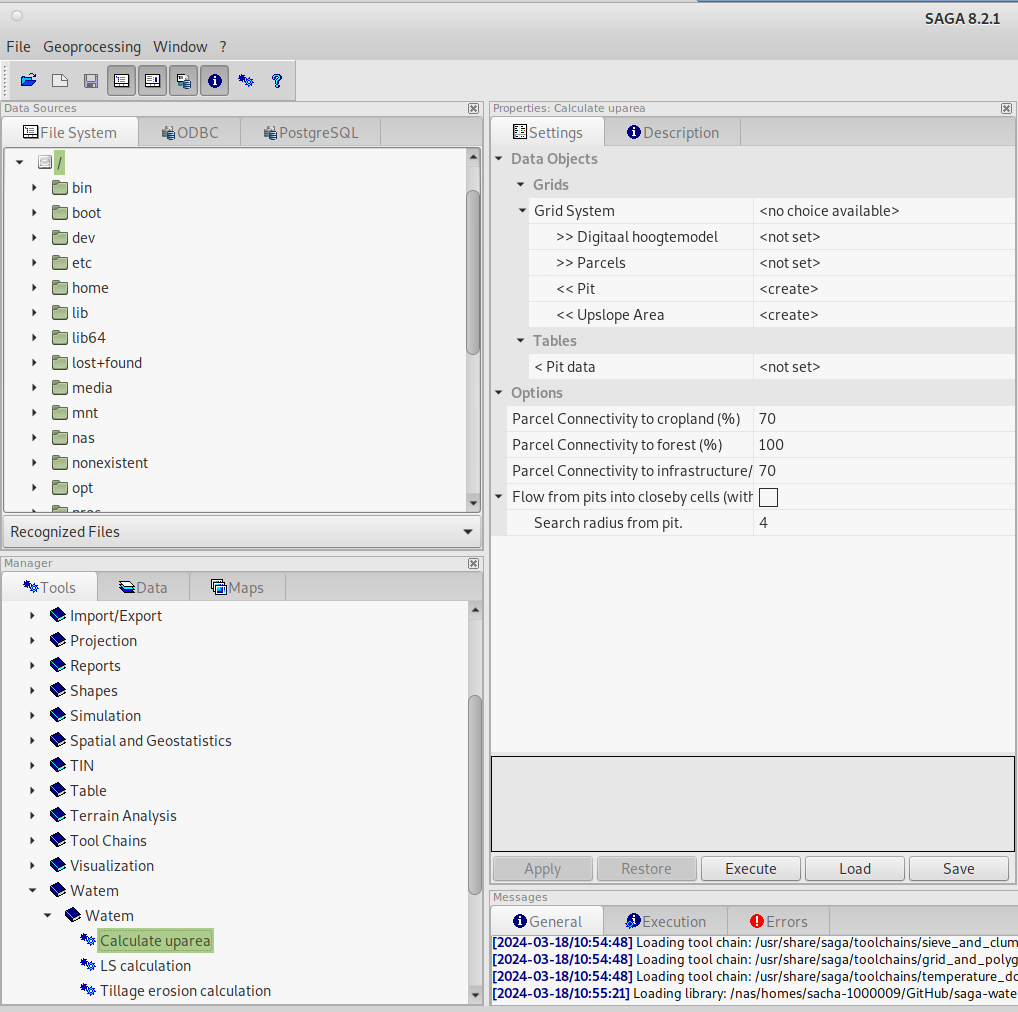 SAGA 8.2.1
File Geoprocessing Window ?
Data Sources
File System ODBC PostgreSQL
/
bin
boot
dev
etc
home
lib
lib64
lost+found
media
mnt
nas
nonexistent
opt
proc
Recognized Files
Manager
Tools Data Maps
Import/Export
Projection
Reports
Shapes
Simulation
Spatial and Geostatistics
TIN
Table
Terrain Analysis
Tool Chains
Visualization
Watem
Watem
Calculate uparea
LS calculation
Tillage erosion calculation
Properties: Calculate uparea
Settings Description
Data Objects
Grids
Grid System <no choice available>
>> Digitaal hoogtemodel <not set>
>> Parcels <not set>
<< Pit <create>
<< Upslope Area <create>
Tables
< Pit data <not set>
Options
Parcel Connectivity to cropland (%) 70
Parcel Connectivity to forest (%) 100
Parcel Connectivity to infrastructure/ 70
Flow from pits into closeby cells (with
Search radius from pit. 4
Apply Restore Execute Load Save
Messages
General Execution Errors
[2024-03-18/10:54:48] Loading tool chain: /usr/share/saga/toolchains/sieve_and_clum
[2024-03-18/10:54:48] Loading tool chain: /usr/share/saga/toolchains/grid_and_polyg
[2024-03-18/10:54:48] Loading tool chain: /usr/share/saga/toolchains/temperature_do
[2024-03-18/10:55:21] Loading library: /nas/homes/sacha-1000009/GitHub/saga-wate